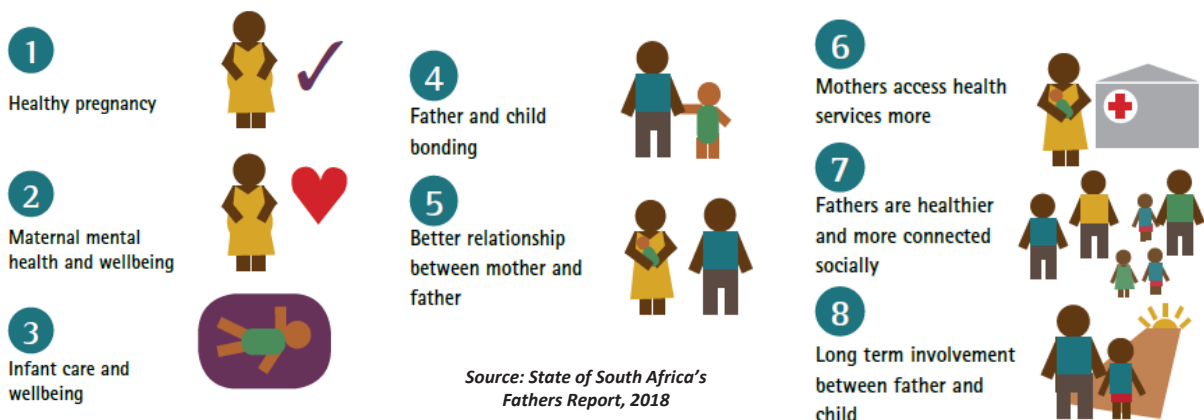 1
Healthy pregnancy
2
Maternal mental
health and wellbeing
3
Infant care and
wellbeing
4
Father and child
bonding
5
Better relationship
between mother and
father
Source: State of South Africa's
Fathers Report, 2018
6
Mothers access health
services more
7
Fathers are healthier
and more connected
socially
8
Long term involvement
between father and
child